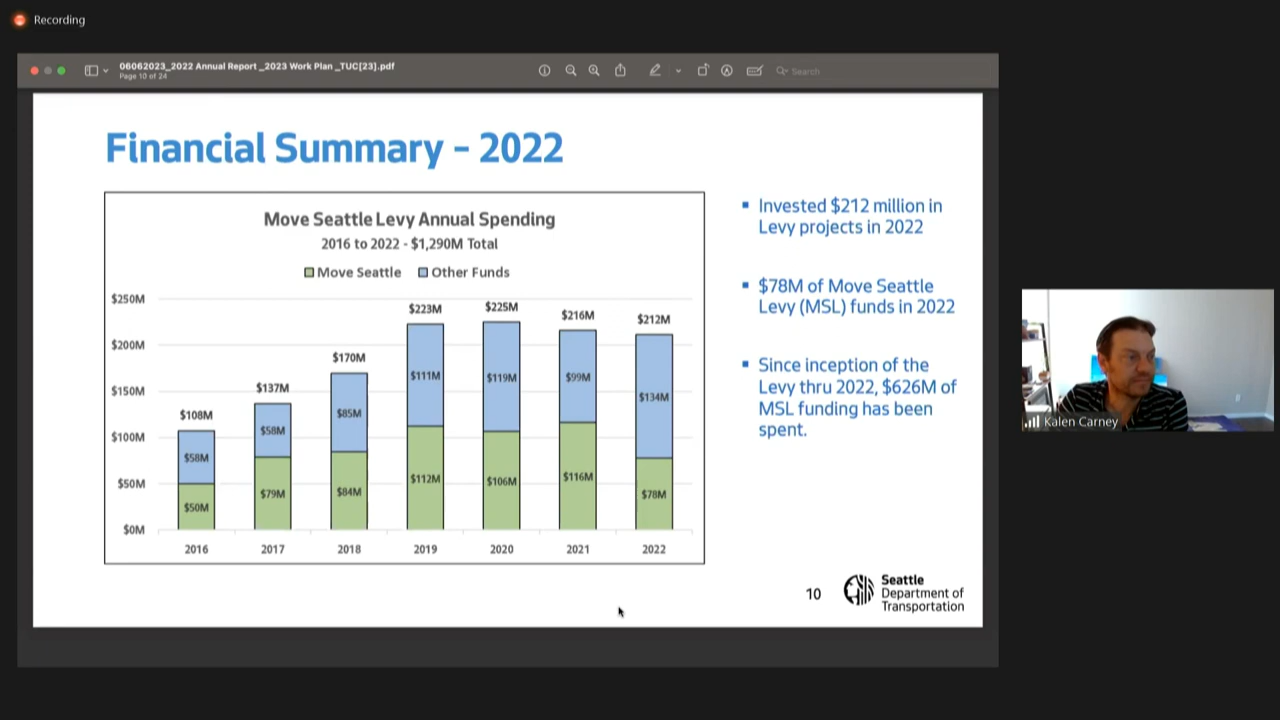 Recording
06062023_2022 Annual Report _2023 Work Plan _TUC[23].pdf
Page 10 of 24
Search
Financial Summary – 2022
Move Seattle Levy Annual Spending
2016 to 2022 - $1,290M Total
Move Seattle Other Funds
$250M
$200M
$150M
$100M
$50M
$0M
$108M
$58M
$50M
2016
$137M
$58M
$79M
2017
$170M
$85M
$84M
2018
$223M
$111M
$112M
2019
$225M
$119M
$106M
2020
$216M
$99M
$116M
2021
$212M
$134M
$78M
2022
Invested $212 million in
Levy projects in 2022
$78M of Move Seattle
Levy (MSL) funds in 2022
Since inception of the
Levy thru 2022, $626M of
MSL funding has been
spent.
10
Seattle
Department of
Transportation
Kalen Carney